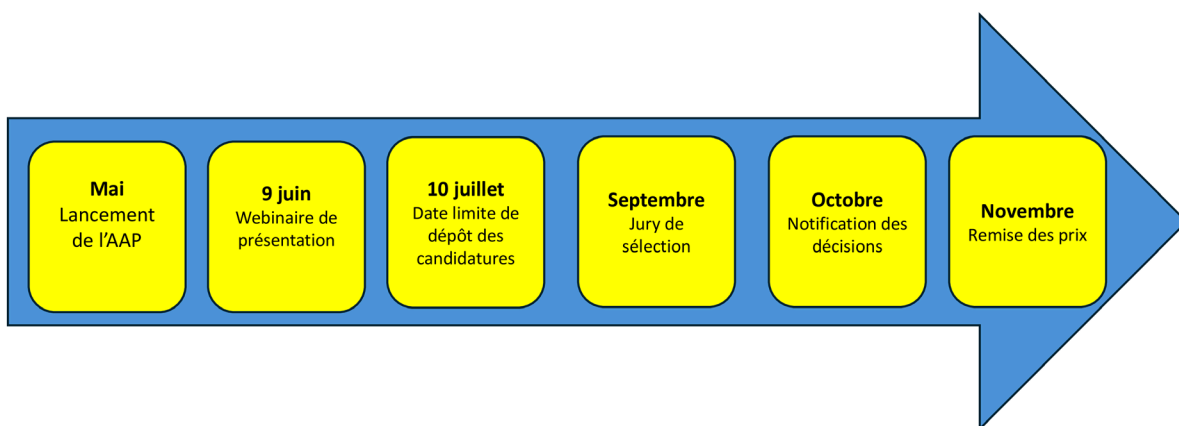 Mai
Lancement
de l’AAP
9 juin
Webinaire de
présentation
10 juillet
Date limite de
dépôt des
candidatures
Septembre
Jury de
sélection
Octobre
Notification des
décisions
Novembre
Remise des prix